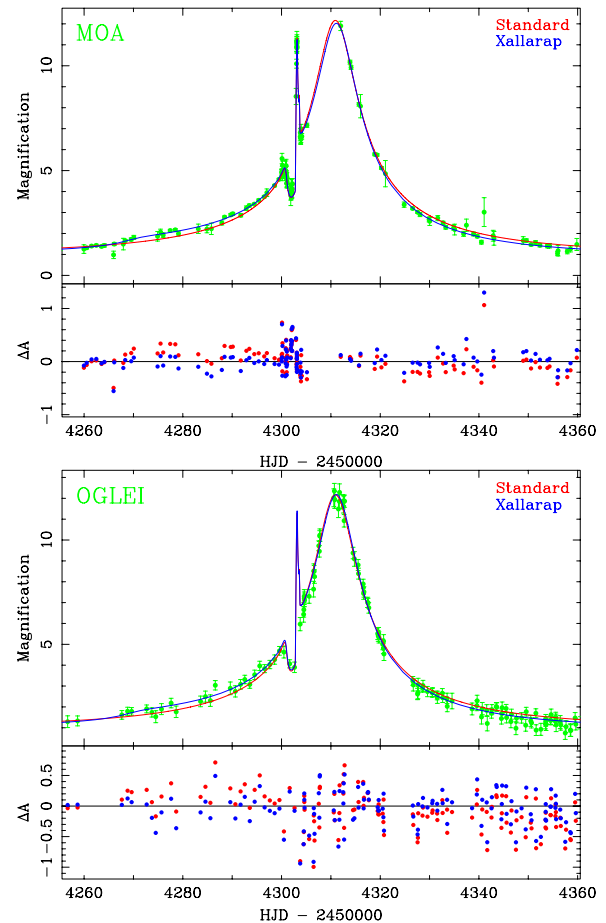 MOA
Standard
Xallarap
Magnification
10
5
0
ΔA
1
0
−1
4260 4280 4300 4320 4340 4360
HJD − 2450000
OGLEI
Standard
Xallarap
Magnification
10
5
ΔA
0.5
0
−0.5
−1
4260 4280 4300 4320 4340 4360
HJD − 2450000